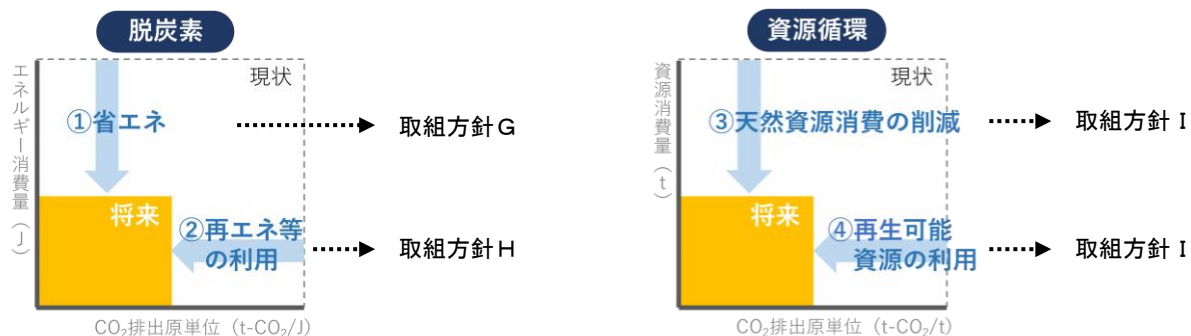 脱炭素
エネルギー消費量（J）
現状
①省エネ
取組方針G
将来
②再エネ等
の利用
取組方針H
CO₂排出原単位（t-CO₂/J）
資源循環
資源消費量（t）
現状
③天然資源消費の削減
取組方針I
将来
④再生可能
資源の利用
取組方針I
CO₂排出原単位（t-CO₂/t）